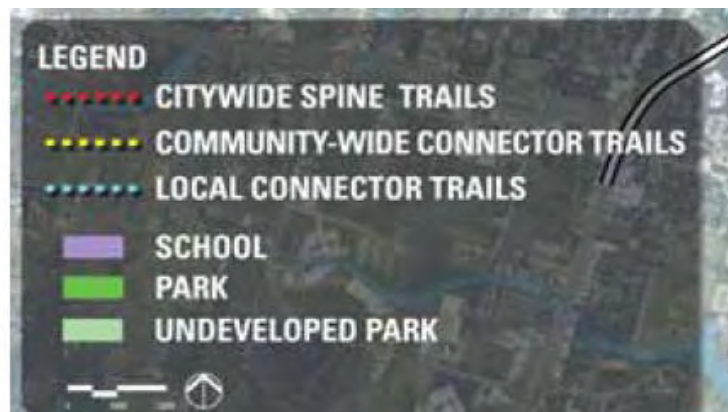 LEGEND
CITYWIDE SPINE TRAILS
COMMUNITY-WIDE CONNECTOR TRAILS
LOCAL CONNECTOR TRAILS
SCHOOL
PARK
UNDEVELOPED PARK